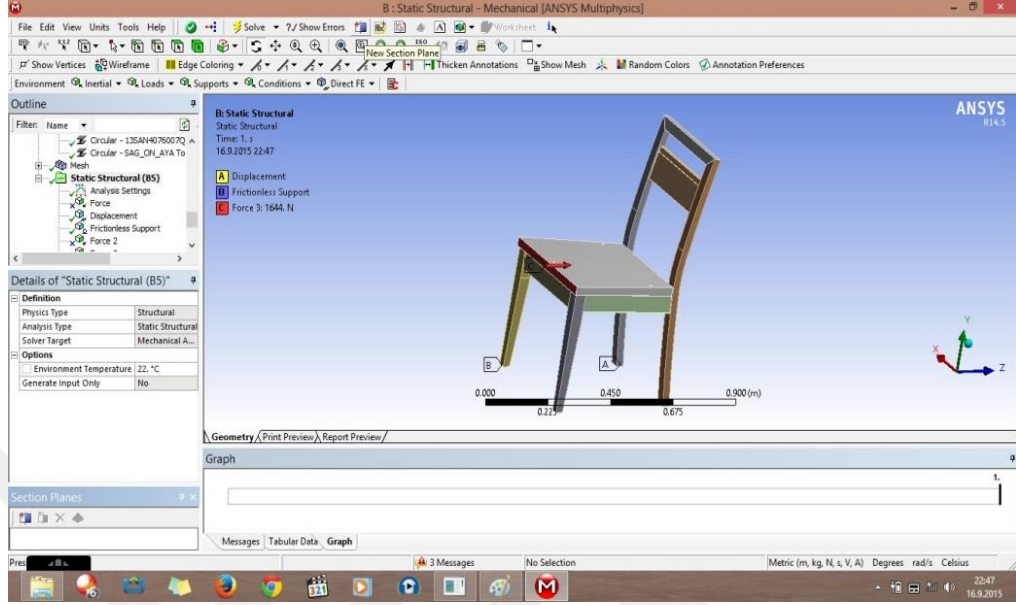 B : Static Structural - Mechanical [ANSYS Multiphysics]
File Edit View Units Tools Help Solve ?/ Show Errors Worksheet
New Section Plane
Show Vertices Wireframe Edge Coloring Thicken Annotations Show Mesh Random Colors Annotation Preferences
Environment Inertial Loads Supports Conditions Direct FE
Outline
Filter: Name
Circular - 13SAN4076007Q
Circular - SAG_ON_AYA To
Mesh
Static Structural (B5)
Analysis Settings
Force
Displacement
Frictionless Support
Force 2
Details of "Static Structural (B5)"
Definition
Physics Type Structural
Analysis Type Static Structural
Solver Target Mechanical A...
Options
Environment Temperature 22. °C
Generate Input Only No
Section Planes
B: Static Structural
Static Structural
Time: 1. s
16.9.2015 22:47
A Displacement
B Frictionless Support
C Force 3: 1644. N
ANSYS
R14.5
C
B
A
Y
X
Z
0.000 0.450 0.900 (m)
0.225 0.675
Geometry Print Preview Report Preview
Graph
1.
Messages Tabular Data Graph
Pres
3 Messages
No Selection
Metric (m, kg, N, s, V, A) Degrees rad/s Celsius
321
22:47
16.9.2015